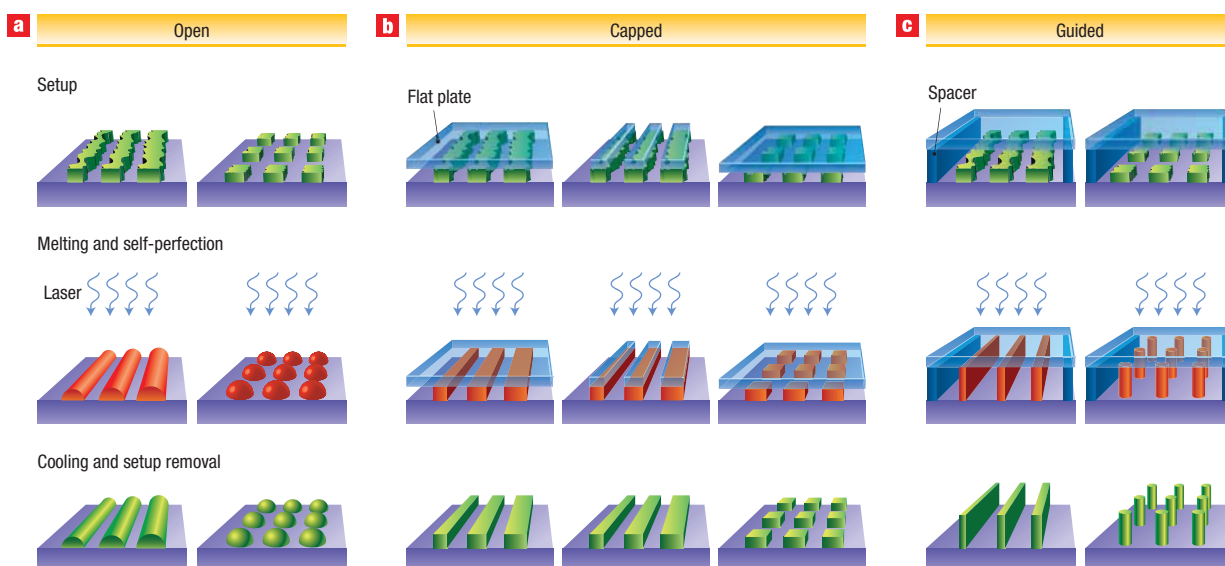 a
Open
b
Capped
c
Guided
Setup
Flat plate
Spacer
Melting and self-perfection
Laser
Cooling and setup removal